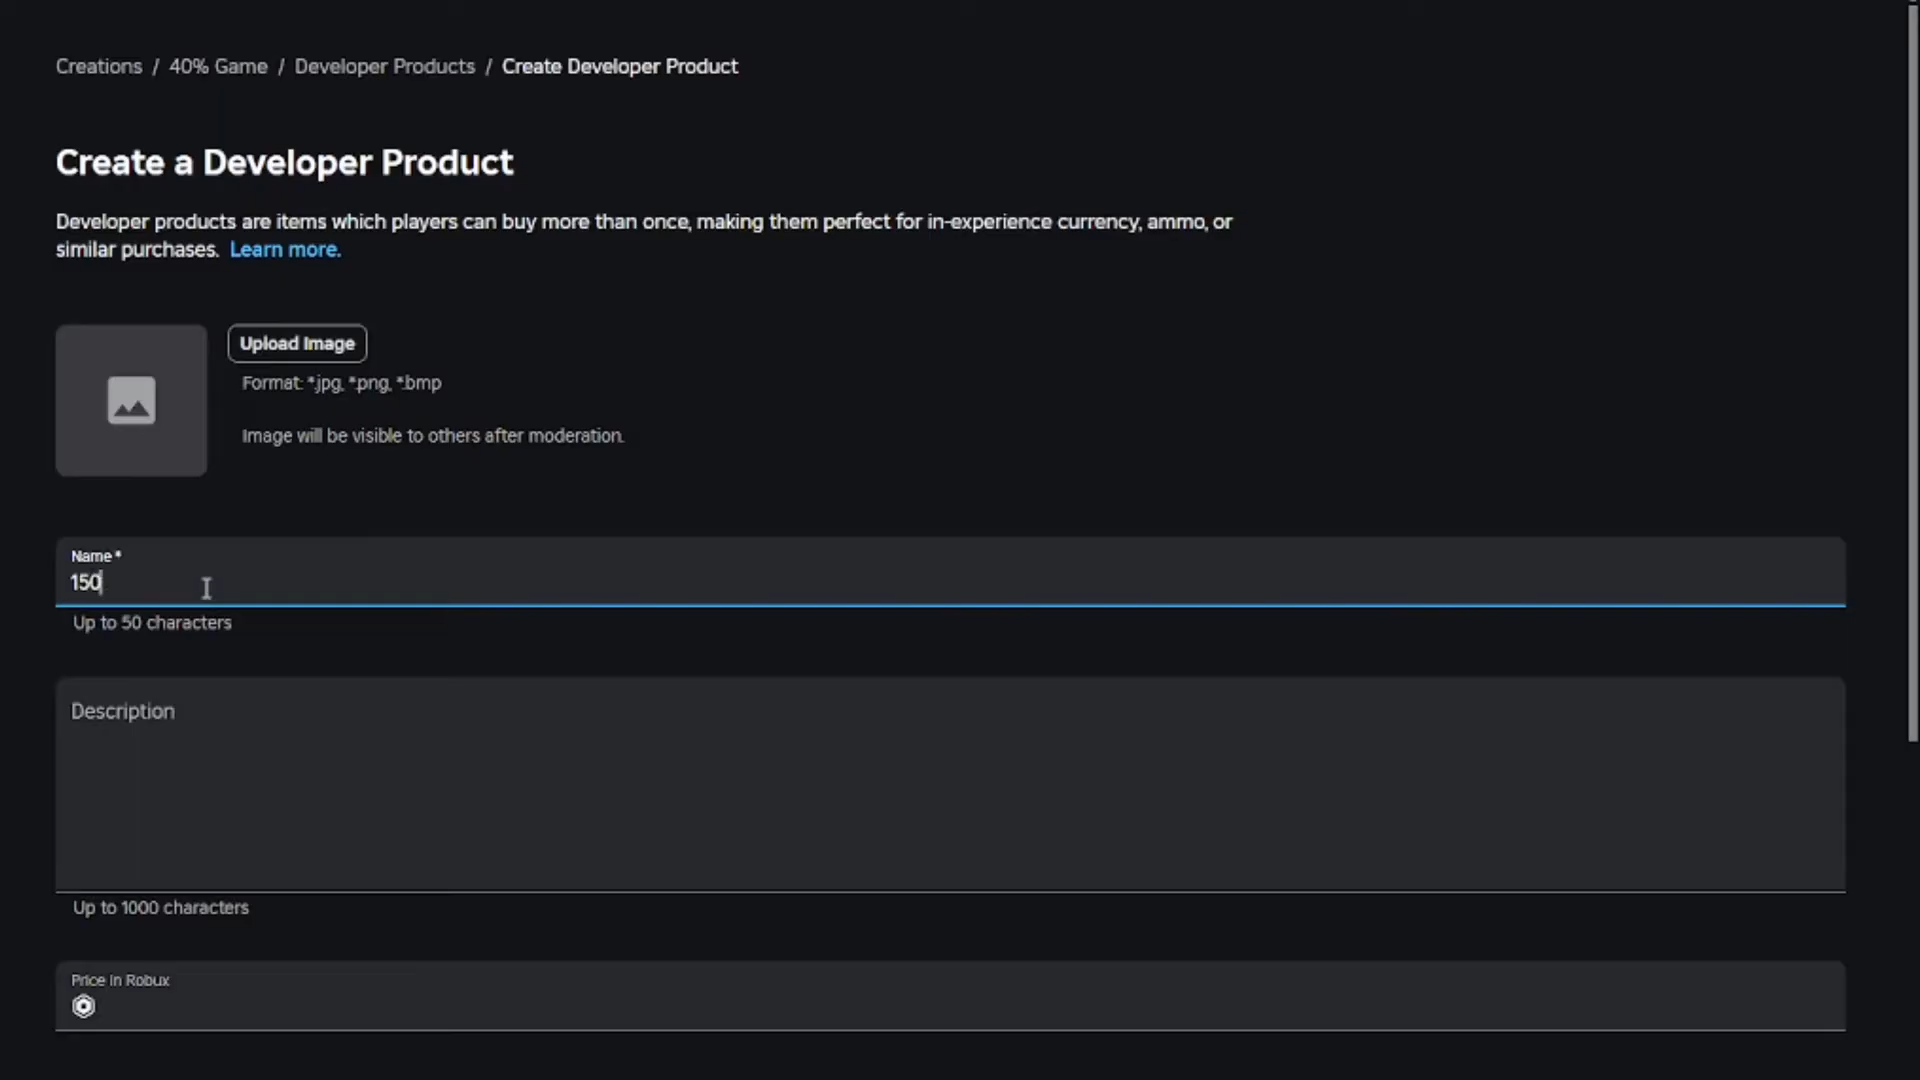 Creations / 40% Game / Developer Products / Create Developer Product
Create a Developer Product
Developer products are items which players can buy more than once, making them perfect for in-experience currency, ammo, or
similar purchases. Learn more.
Upload Image
Format: *.jpg, *.png, *.bmp
Image will be visible to others after moderation.
Name*
150
Up to 50 characters
Description
Up to 1000 characters
Price in Robux